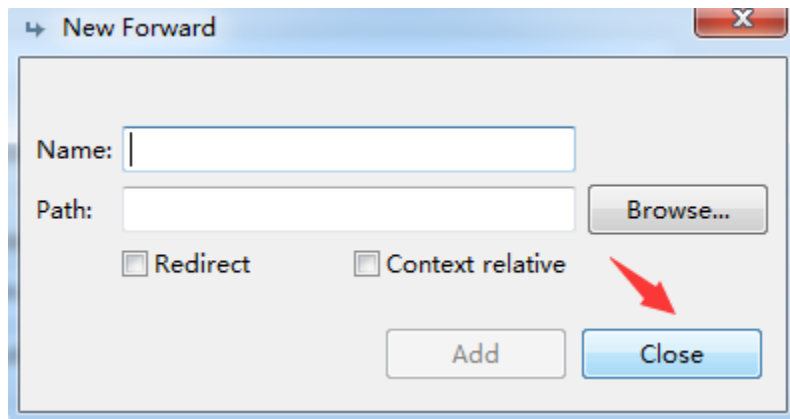 New Forward
Name:
Path:
Browse...
Redirect
Context relative
Add
Close